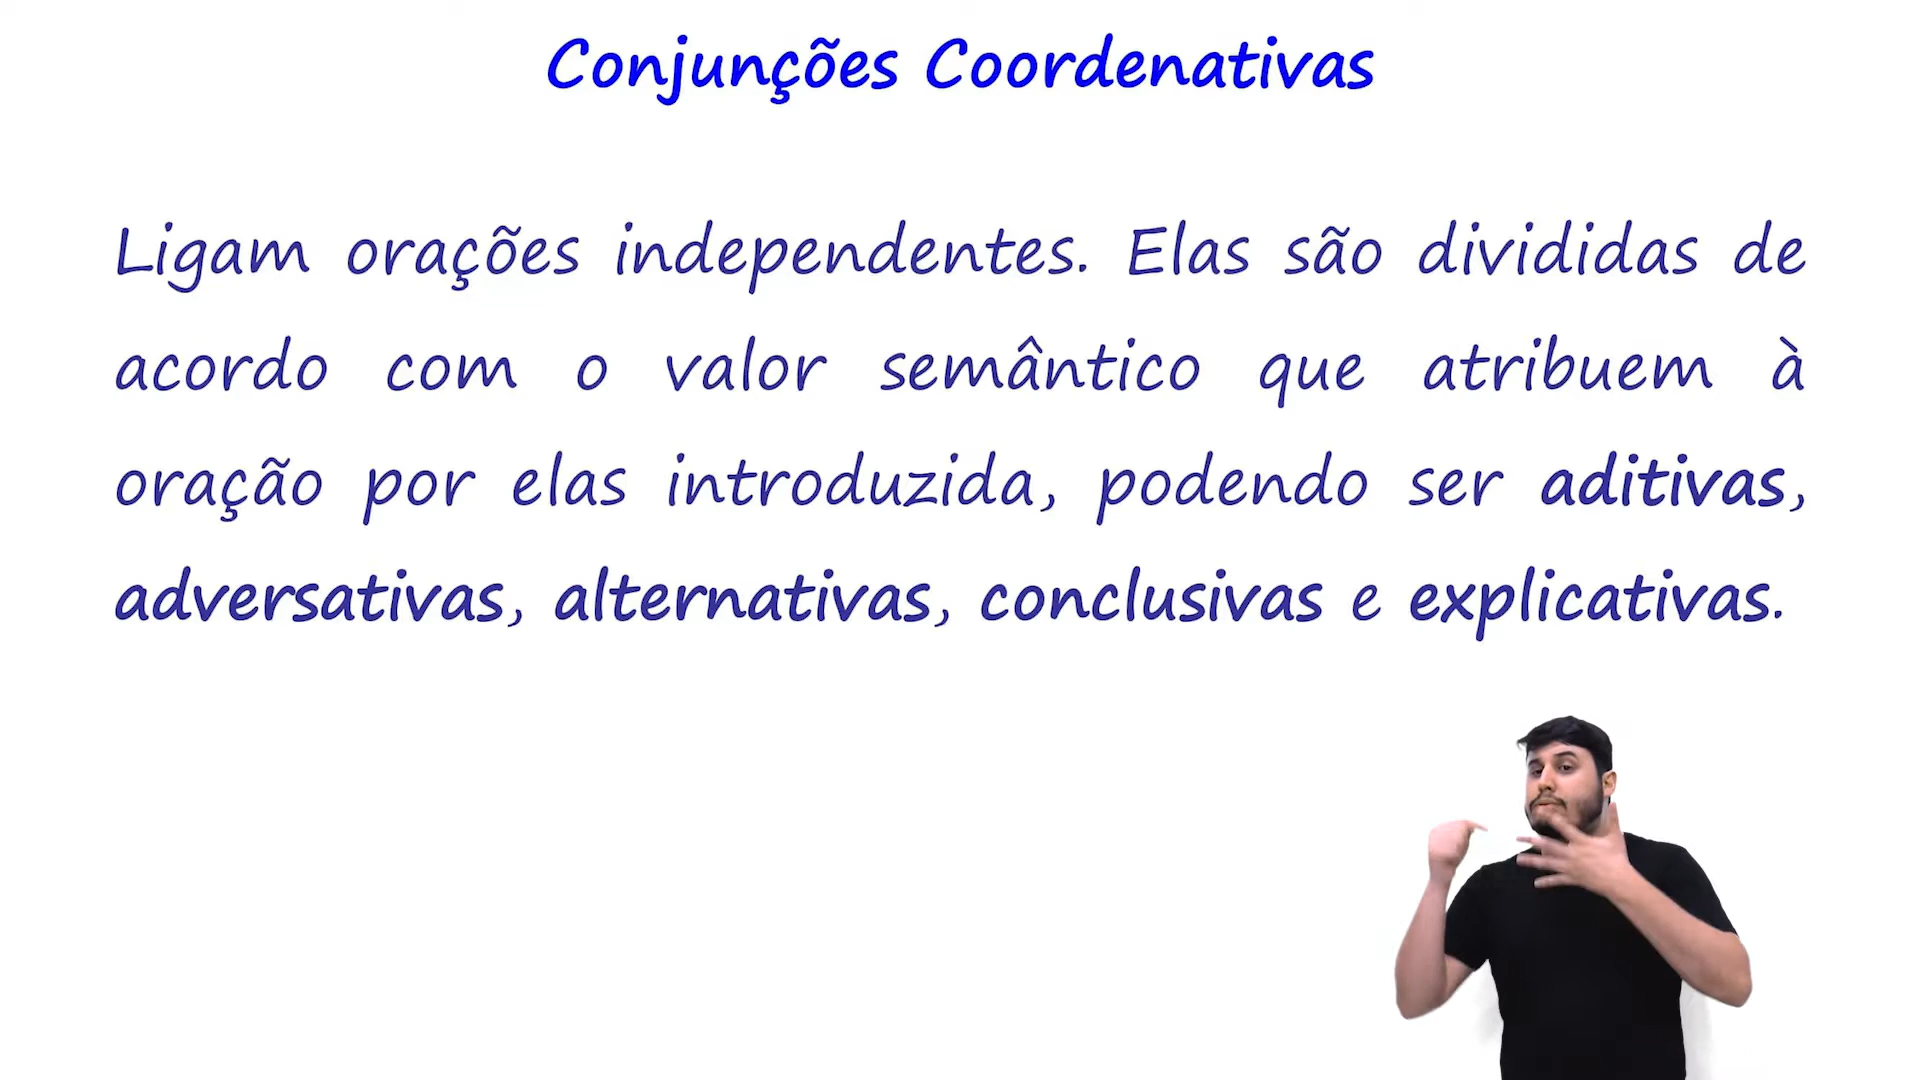 Conjunções Coordenativas
Ligam orações independentes. Elas são divididas de
acordo com o valor semântico que atribuem à
oração por elas introduzida, podendo ser aditivas,
adversativas, alternativas, conclusivas e explicativas.